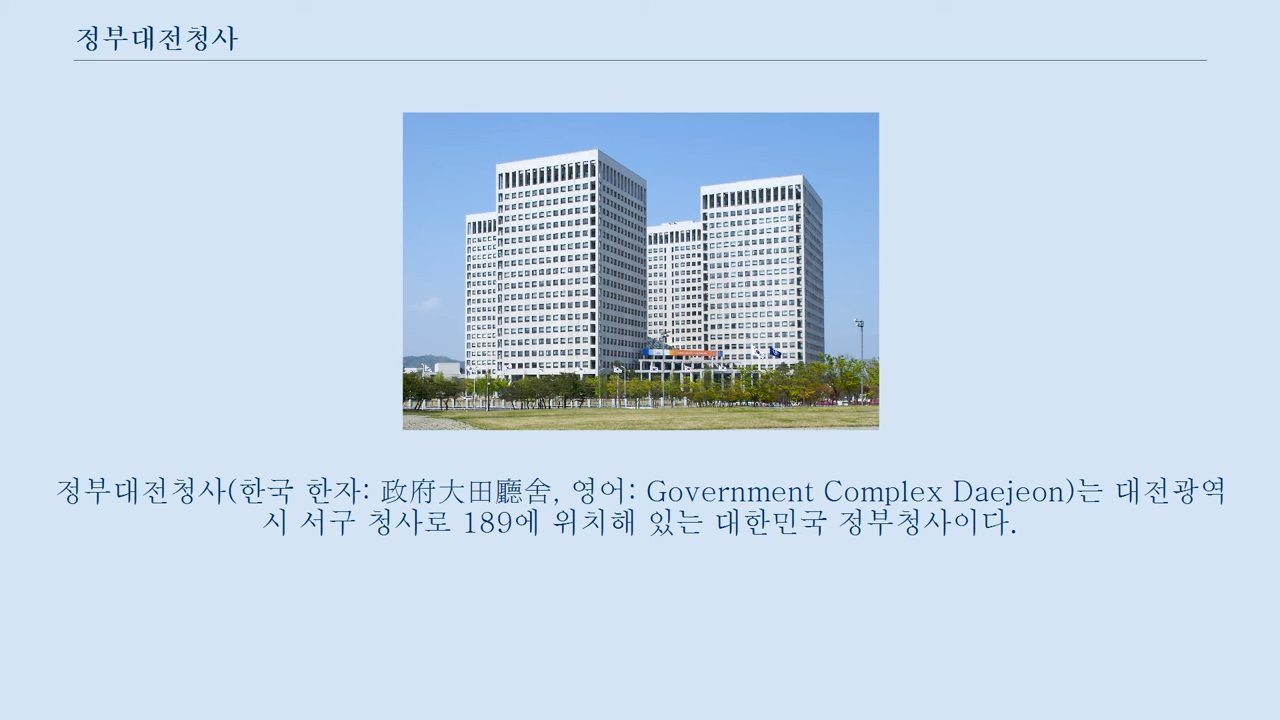 정부대전청사
정부대전청사(한국 한자: 政府大田廳舍, 영어: Government Complex Daejeon)는 대전광역
시 서구 청사로 189에 위치해 있는 대한민국 정부청사이다.